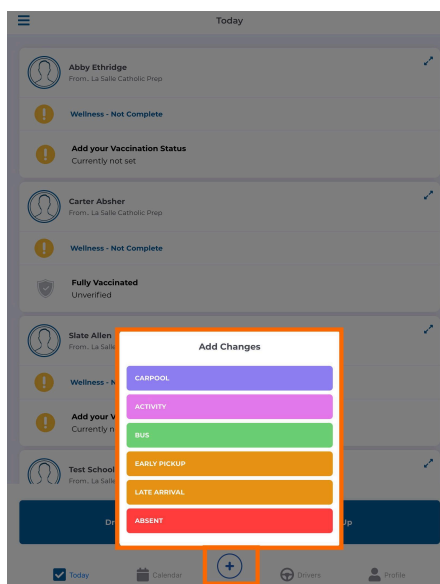 Today
Abby Ethridge
From.. La Salle Catholic Prep
Wellness - Not Complete
Add your Vaccination Status
Currently not set
Carter Absher
From.. La Salle Catholic Prep
Wellness - Not Complete
Fully Vaccinated
Unverified
Slate Allen
From.. La Salle
Wellness - N
Add your V
Currently n
Test School
From.. La Salle
Add Changes
CARPOOL
ACTIVITY
BUS
EARLY PICKUP
LATE ARRIVAL
ABSENT
Dr
Up
Today
Calendar
Drivers
Profile